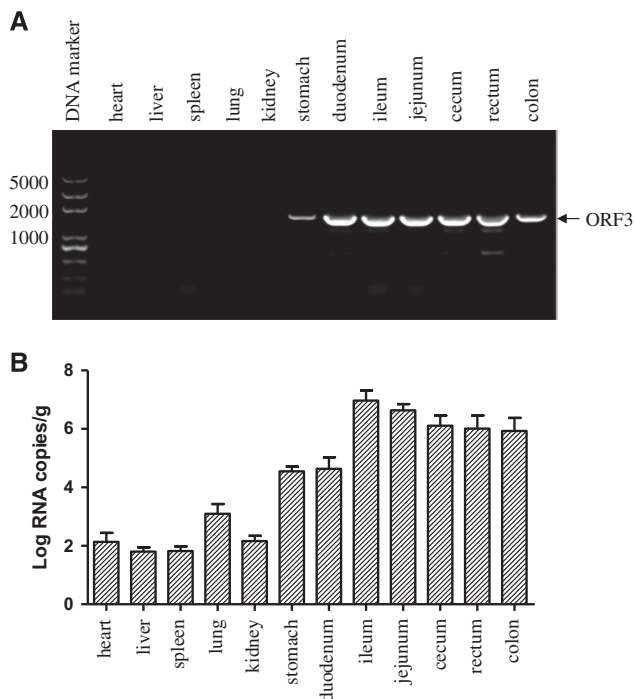 A
DNA marker
heart
liver
spleen
lung
kidney
stomach
duodenum
ileum
jejunum
cecum
rectum
colon
5000
2000
1000
ORF3
B
Log RNA copies/g
8
6
4
2
0
heart
liver
spleen
lung
kidney
stomach
duodenum
ileum
jejunum
cecum
rectum
colon